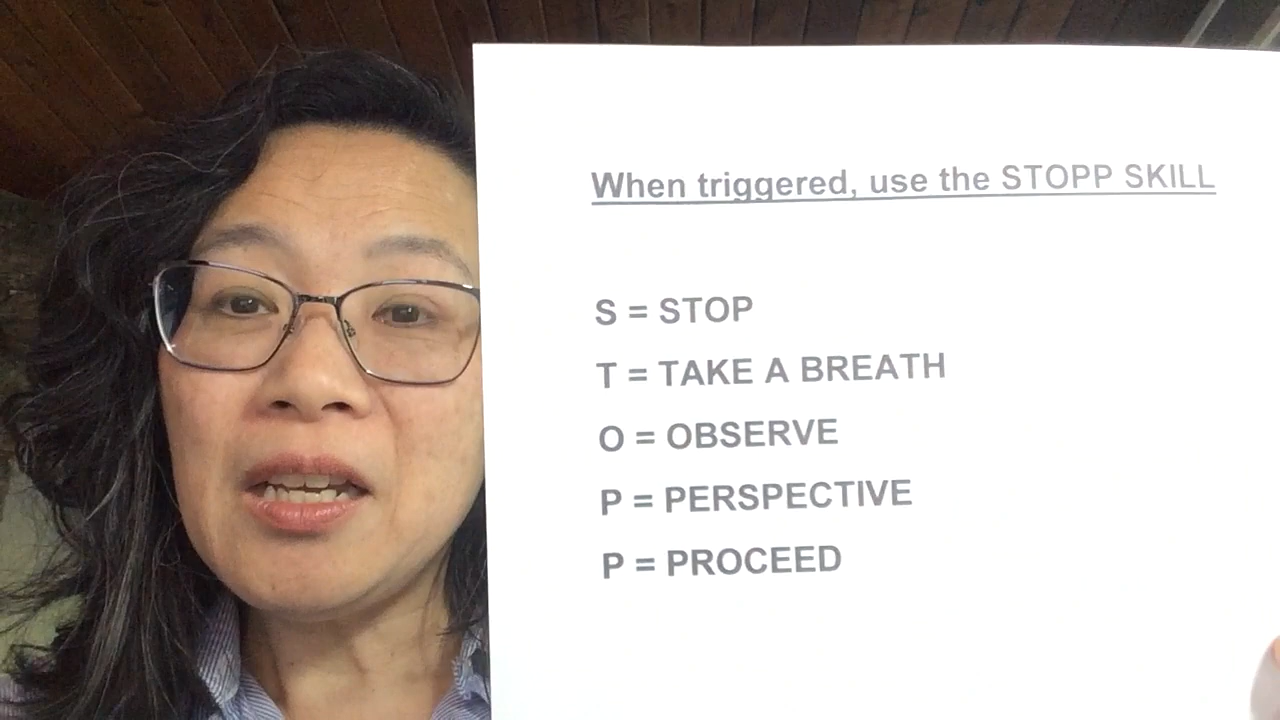 When triggered, use the STOPP SKILL
S = STOP
T = TAKE A BREATH
O = OBSERVE
P = PERSPECTIVE
P = PROCEED